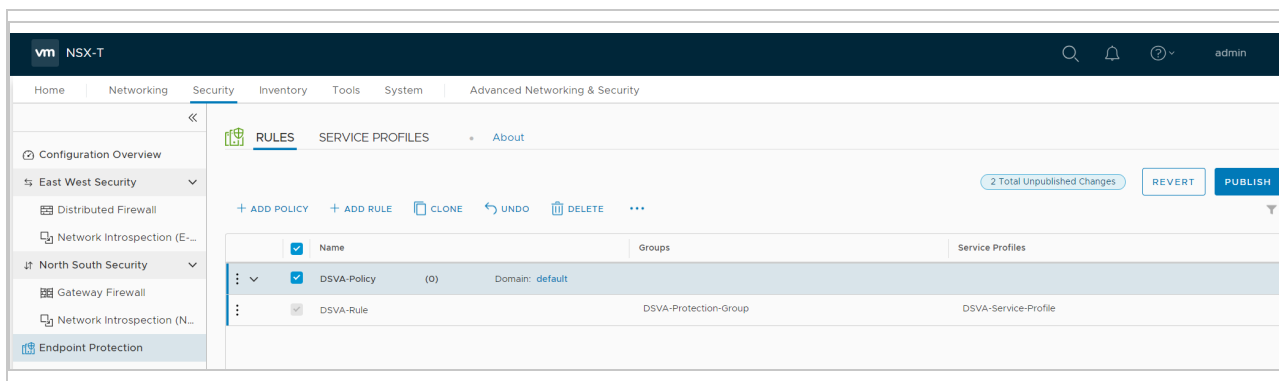 vm NSX-T admin
Home Networking Security Inventory Tools System Advanced Networking & Security
RULES SERVICE PROFILES About
Configuration Overview
2 Total Unpublished Changes REVERT PUBLISH
East West Security
Distributed Firewall
+ ADD POLICY + ADD RULE CLONE UNDO DELETE ...
Network Introspection (E-...
Name Groups Service Profiles
North South Security
DSVA-Policy (0) Domain: default
Gateway Firewall
DSVA-Rule DSVA-Protection-Group DSVA-Service-Profile
Network Introspection (N...
Endpoint Protection